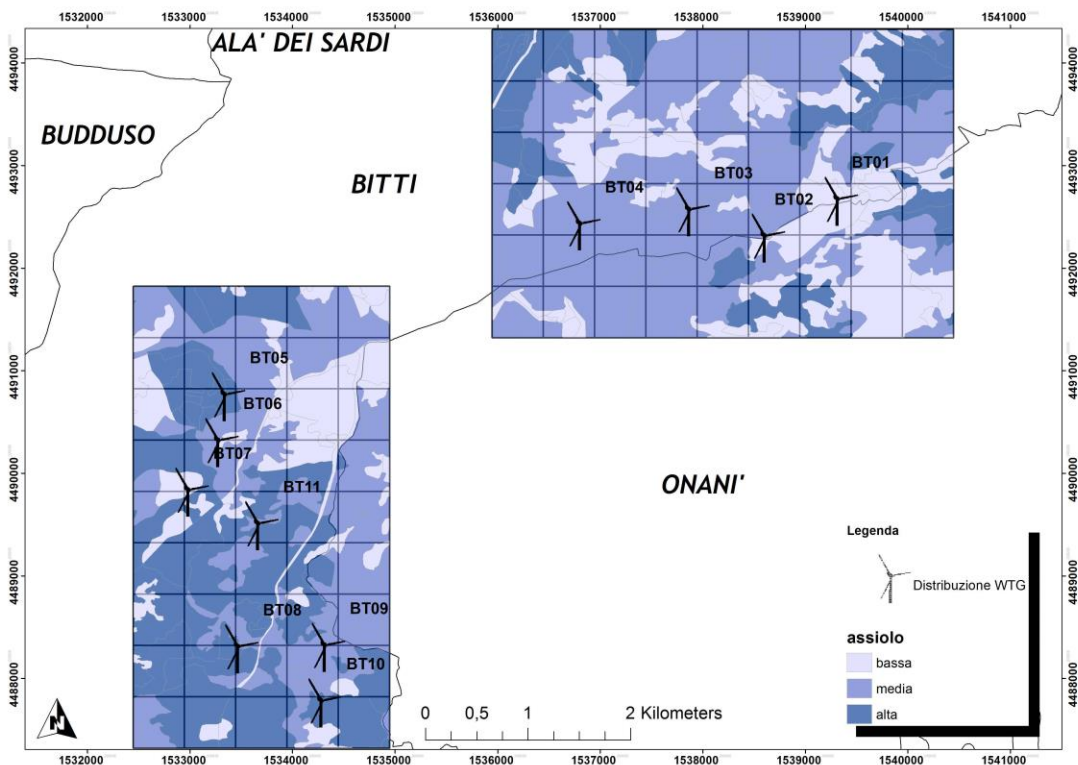 1532000 1533000 1534000 1535000 1536000 1537000 1538000 1539000 1540000 1541000
ALA' DEI SARDI
4494000 4494000
BUDDUSO
4493000 4493000
BITTI
BT01
BT03
BT04
BT02
4492000 4492000
BT05
4491000 4491000
BT06
BT07
4490000 4490000
BT11
ONANI'
Legenda
Distribuzione WTG
4489000 4489000
BT08
BT09
assiolo
bassa
BT10
media
alta
4488000 4488000
N
0 0,5 1 2 Kilometers
1532000 1533000 1534000 1535000 1536000 1537000 1538000 1539000 1540000 1541000